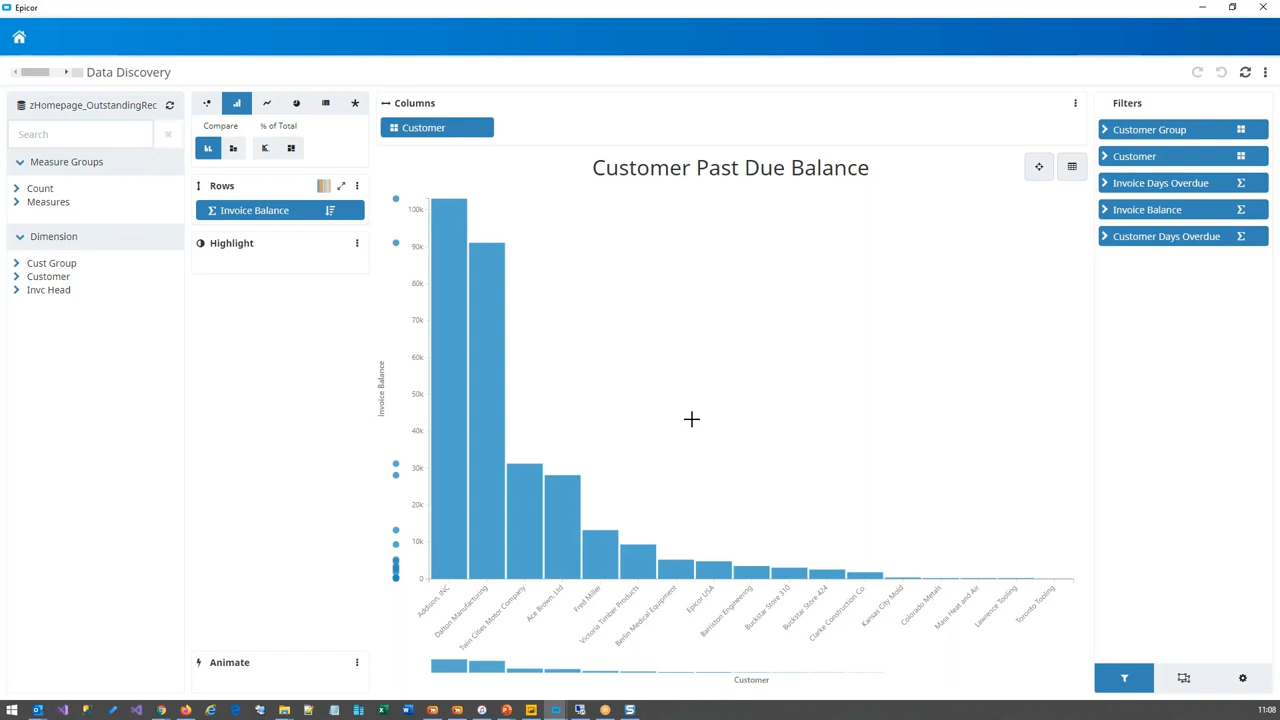 Epicor
Data Discovery
zHomepage_OutstandingRec
Search
Measure Groups
Count
Measures
Dimension
Cust Group
Customer
Invc Head
Compare
% of Total
Rows
Σ Invoice Balance
Highlight
Animate
Columns
Customer
Customer Past Due Balance
100k
90k
80k
70k
60k
50k
40k
30k
20k
10k
0
Invoice Balance
Addison, INC
Dalton Manufacturing
Twin Cities Motor Company
Ace Brown, Ltd
Fred Miller
Victoria Timber Products
Berlin Medical Equipment
Epicor USA
Barriston Engineering
Buckstar Store 310
Buckstar Store 424
Clarke Construction Co.
Kansas City Mold
Colorado Metals
Mass Heat and Air
Lawrence Tooling
Toronto Tooling
Customer
Filters
Customer Group
Customer
Invoice Days Overdue Σ
Invoice Balance Σ
Customer Days Overdue Σ
11:08